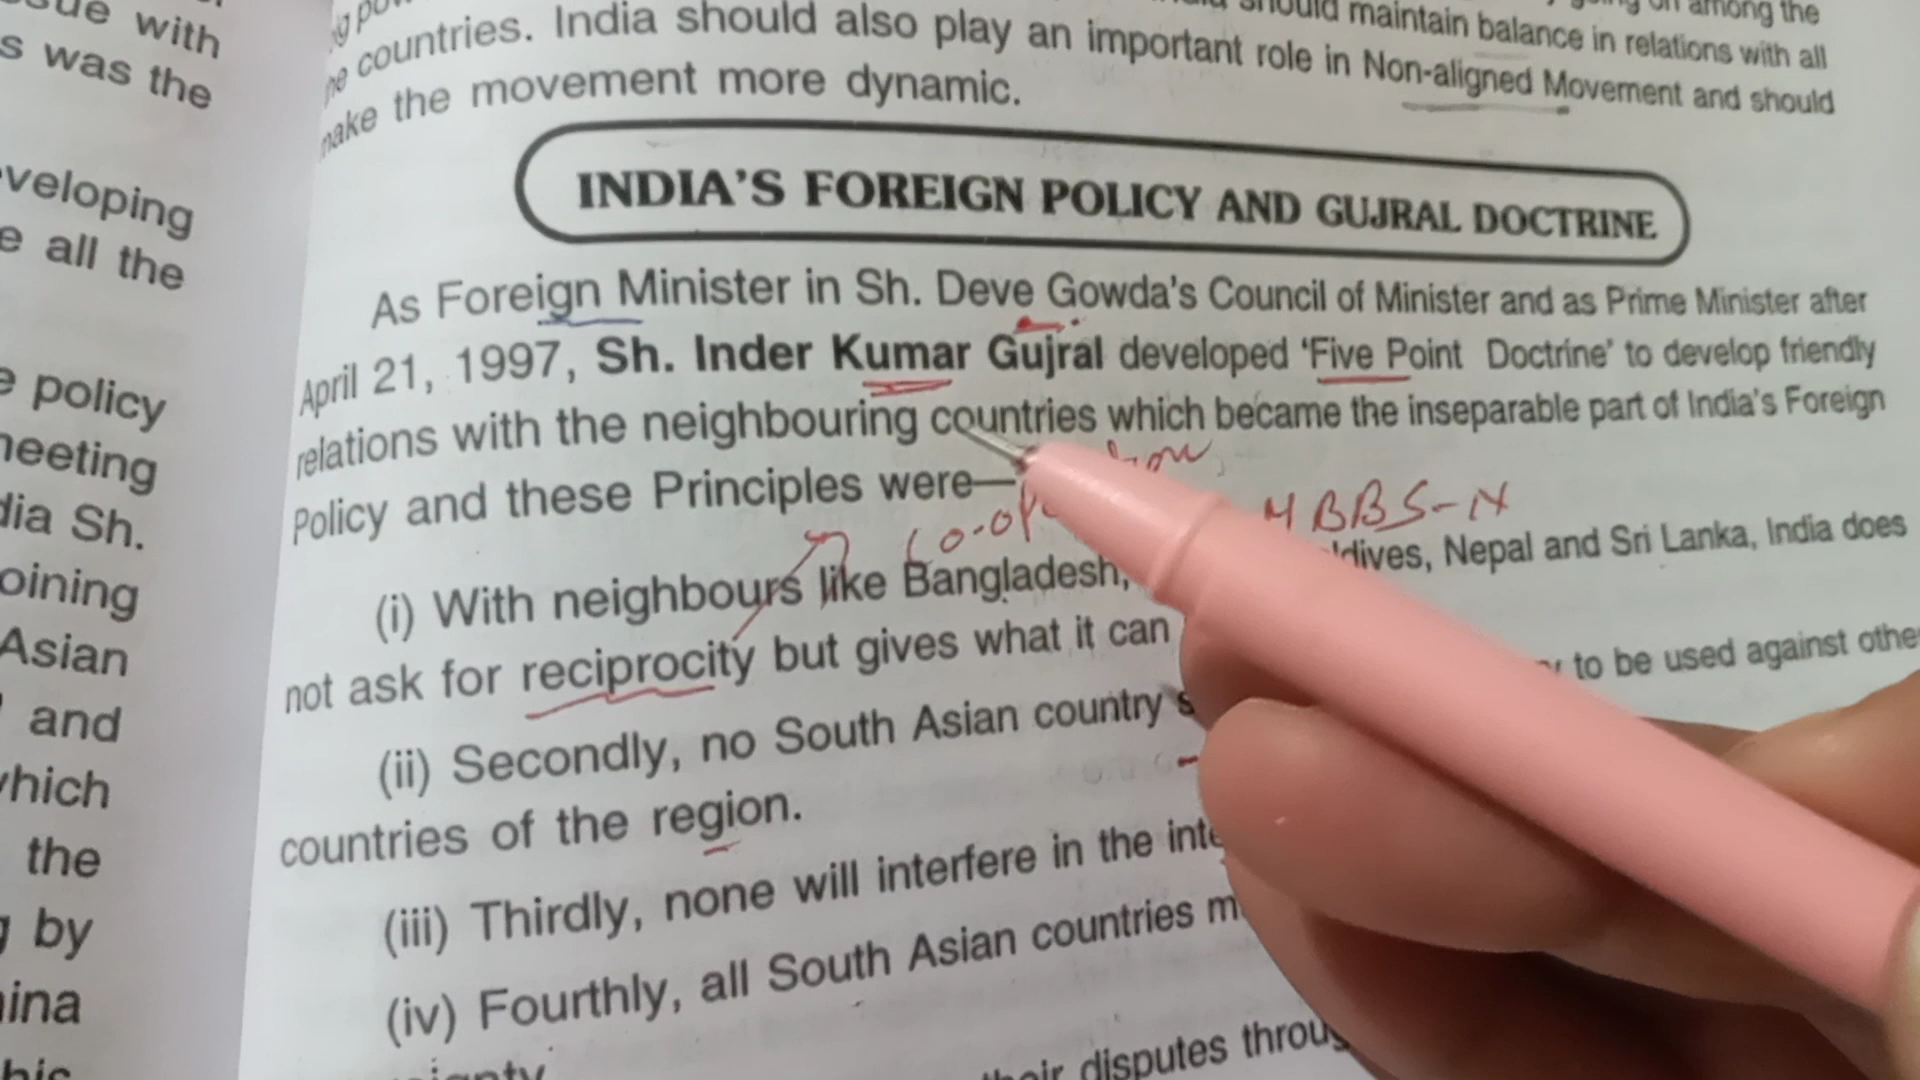 sue with
s was the
veloping
e all the
e policy
meeting
dia Sh.
oining
Asian
and
which
the
by
ina
should maintain balance in relations with all
countries. India should also play an important role in Non-aligned Movement and should
make the movement more dynamic.
INDIA'S FOREIGN POLICY AND GUJRAL DOCTRINE
As Foreign Minister in Sh. Deve Gowda's Council of Minister and as Prime Minister after
April 21, 1997, Sh. Inder Kumar Gujral developed 'Five Point Doctrine' to develop friendly
relations with the neighbouring countries which became the inseparable part of India's Foreign
Policy and these Principles were—
MBBS-N
(i) With neighbours like Bangladesh, ldives, Nepal and Sri Lanka, India does
not ask for reciprocity but gives what it can
(ii) Secondly, no South Asian country s to be used against othe
countries of the region.
(iii) Thirdly, none will interfere in the inte
(iv) Fourthly, all South Asian countries m
their disputes throug